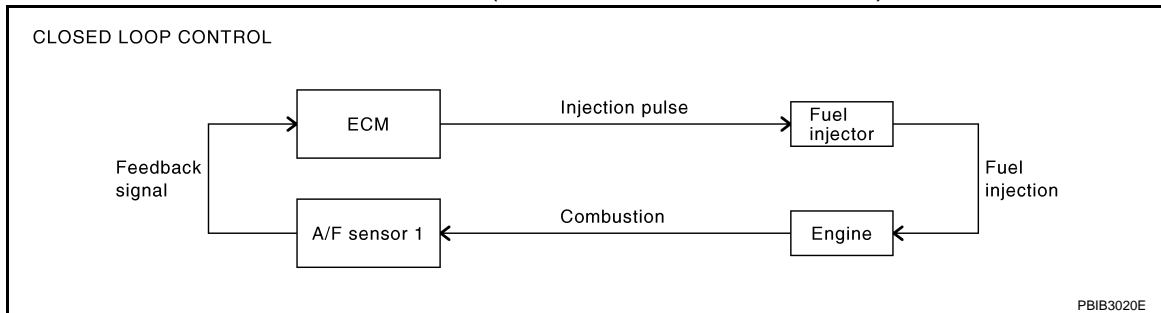 CLOSED LOOP CONTROL
ECM
Injection pulse
Fuel
injector
Feedback
signal
Fuel
injection
A/F sensor 1
Combustion
Engine
PBIB3020E